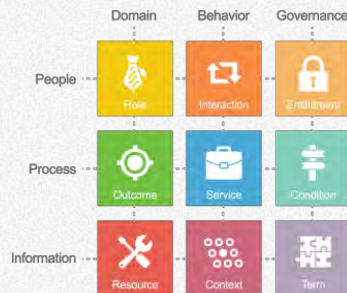 Domain Behavior Governance
People
Role Interaction Entitlement
Process
Outcome Service Condition
Information
Resource Context Term